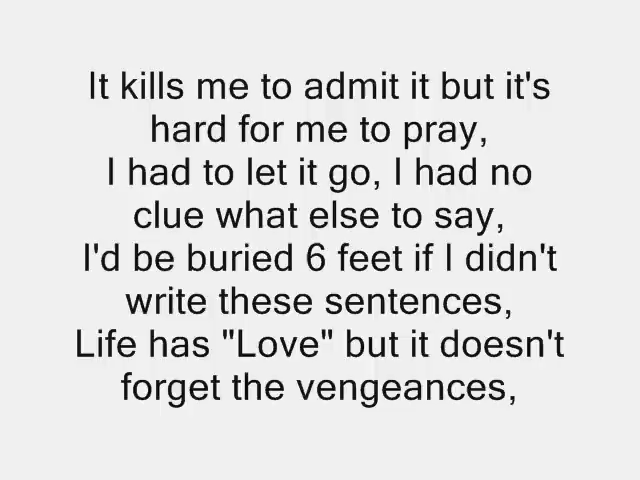 It kills me to admit it but it's
hard for me to pray,
I had to let it go, I had no
clue what else to say,
I'd be buried 6 feet if I didn't
write these sentences,
Life has "Love" but it doesn't
forget the vengeances,